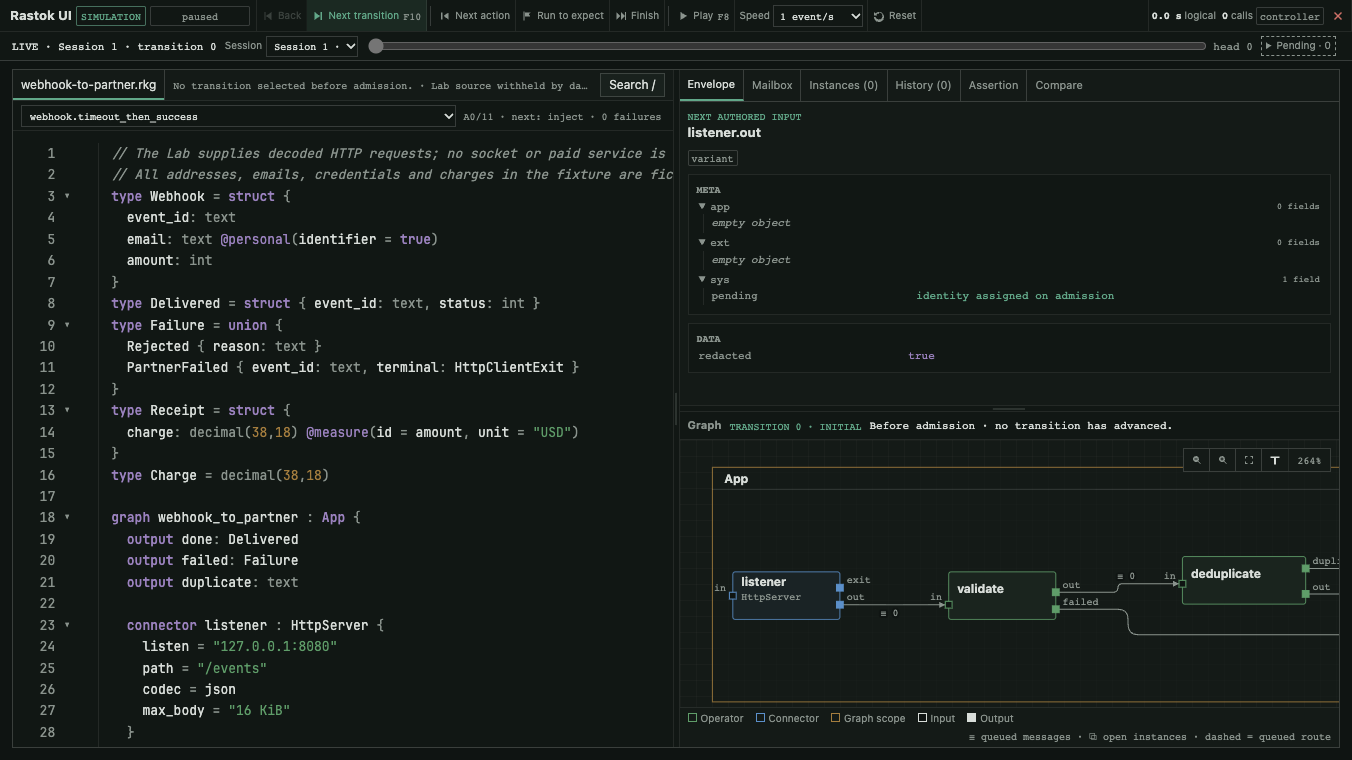 Rastok UI SIMULATION paused Back Next transition F10 Next action Run to expect Finish Play F8 Speed 1 event/s Reset 0.0 s logical 0 calls controller ×
LIVE · Session 1 · transition 0 Session Session 1 · head 0 Pending · 0
webhook-to-partner.rkg No transition selected before admission. · Lab source withheld by da… Search /
webhook.timeout_then_success A0/11 · next: inject · 0 failures
1 // The Lab supplies decoded HTTP requests; no socket or paid service is
2 // All addresses, emails, credentials and charges in the fixture are fic
3 type Webhook = struct {
4 event_id: text
5 email: text @personal(identifier = true)
6 amount: int
7 }
8 type Delivered = struct { event_id: text, status: int }
9 type Failure = union {
10 Rejected { reason: text }
11 PartnerFailed { event_id: text, terminal: HttpClientExit }
12 }
13 type Receipt = struct {
14 charge: decimal(38,18) @measure(id = amount, unit = "USD")
15 }
16 type Charge = decimal(38,18)
17
18 graph webhook_to_partner : App {
19 output done: Delivered
20 output failed: Failure
21 output duplicate: text
22
23 connector listener : HttpServer {
24 listen = "127.0.0.1:8080"
25 path = "/events"
26 codec = json
27 max_body = "16 KiB"
28 }
Envelope Mailbox Instances (0) History (0) Assertion Compare
NEXT AUTHORED INPUT
listener.out
variant
META
app 0 fields
empty object
ext 0 fields
empty object
sys 1 field
pending identity assigned on admission
DATA
redacted true
Graph TRANSITION 0 · INITIAL Before admission · no transition has advanced.
264%
App
in listener HttpServer exit out
≡ 0
in validate out failed
≡ 0
in deduplicate dupli out
Operator Connector Graph scope Input Output
≡ queued messages · open instances · dashed = queued route